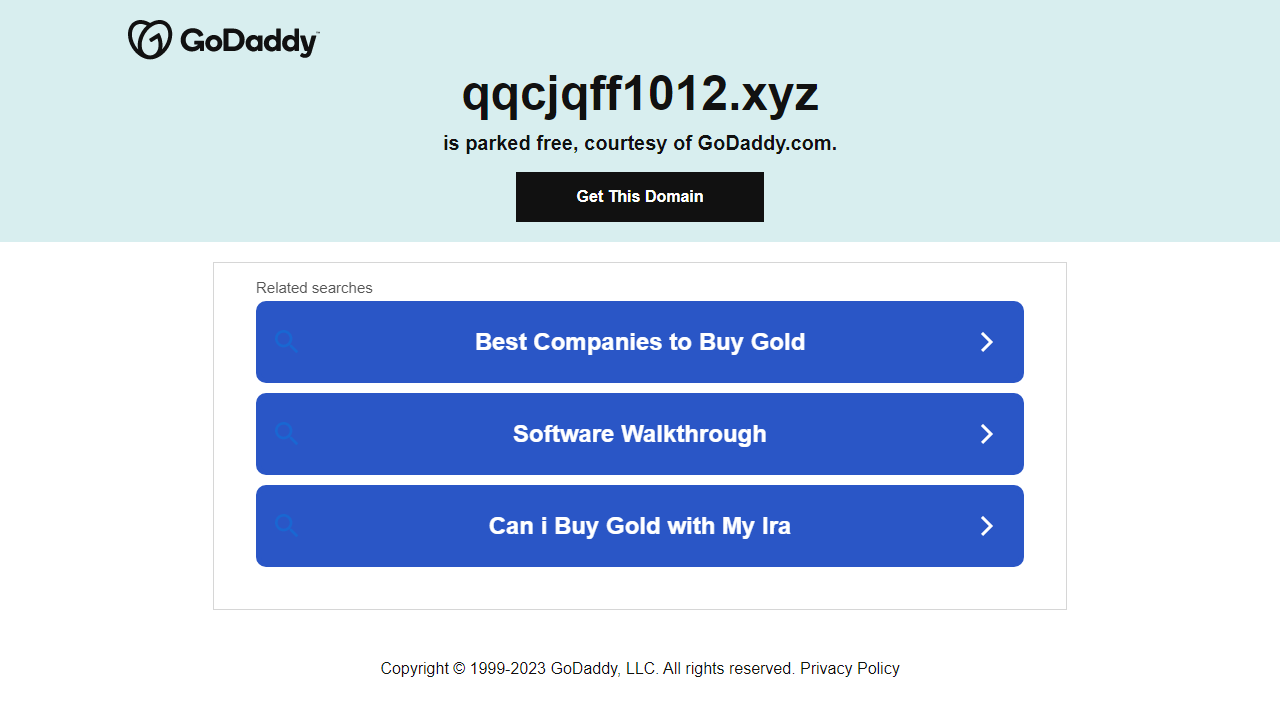 GoDaddy™
qqcjqff1012.xyz
is parked free, courtesy of GoDaddy.com.
Get This Domain
Related searches
Best Companies to Buy Gold
Software Walkthrough
Can i Buy Gold with My Ira
Copyright © 1999-2023 GoDaddy, LLC. All rights reserved. Privacy Policy